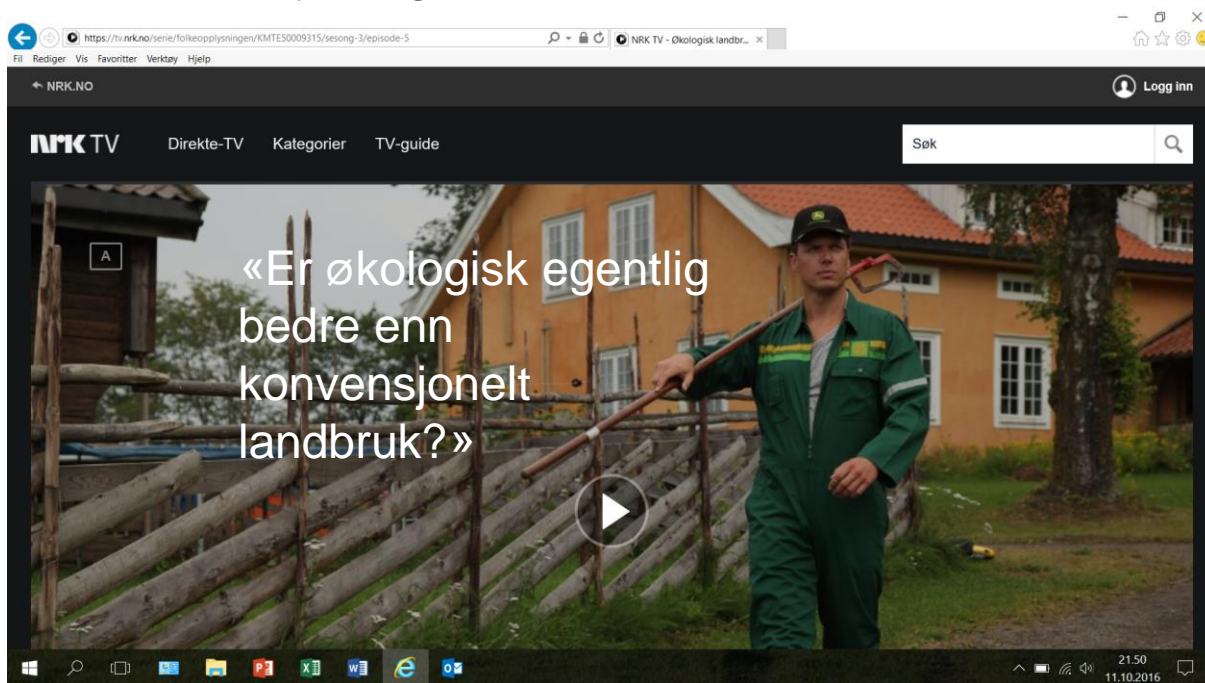 https://tv.nrk.no/serie/folkeopplysningen/KMTE50009315/sesong-3/episode-5
NRK TV - Økologisk landbr...
Fil Rediger Vis Favoritter Verktøy Hjelp
NRK.NO
Logg inn
NRK TV
Direkte-TV Kategorier TV-guide
Søk
A
«Er økologisk egentlig
bedre enn
konvensjonelt
landbruk?»
21.50
11.10.2016